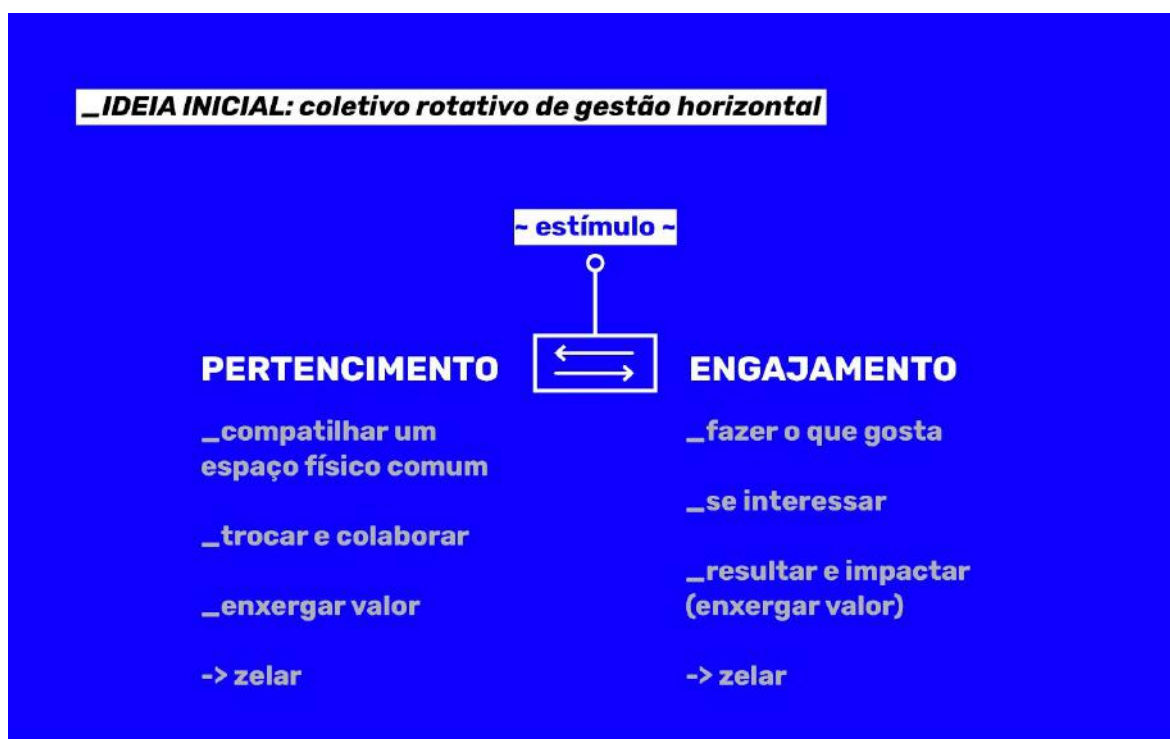 _IDEIA INICIAL: coletivo rotativo de gestão horizontal
~ estímulo ~
PERTENCIMENTO
_compatilhar um
espaço físico comum
_trocar e colaborar
_enxergar valor
-> zelar
ENGAJAMENTO
_fazer o que gosta
_se interessar
_resultar e impactar
(enxergar valor)
-> zelar